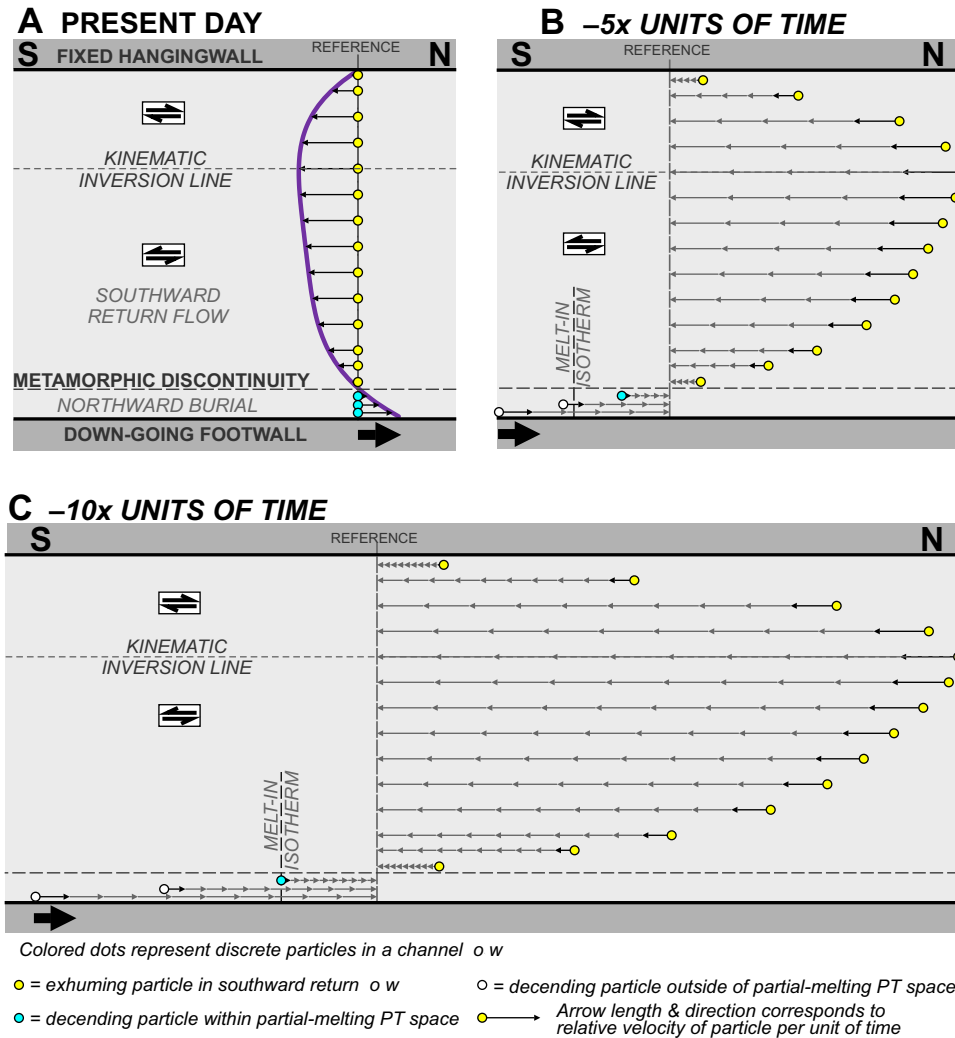 A PRESENT DAY
S REFERENCE N
FIXED HANGINGWALL
KINEMATIC
INVERSION LINE
SOUTHWARD
RETURN FLOW
METAMORPHIC DISCONTINUITY
NORTHWARD BURIAL
DOWN-GOING FOOTWALL
B –5x UNITS OF TIME
S REFERENCE N
KINEMATIC
INVERSION LINE
MELT-IN
ISOTHERM
C –10x UNITS OF TIME
S REFERENCE N
KINEMATIC
INVERSION LINE
MELT-IN
ISOTHERM
Colored dots represent discrete particles in a channel o w
= exhuming particle in southward return o w
= decending particle within partial-melting PT space
= decending particle outside of partial-melting PT space
= Arrow length & direction corresponds to
relative velocity of particle per unit of time